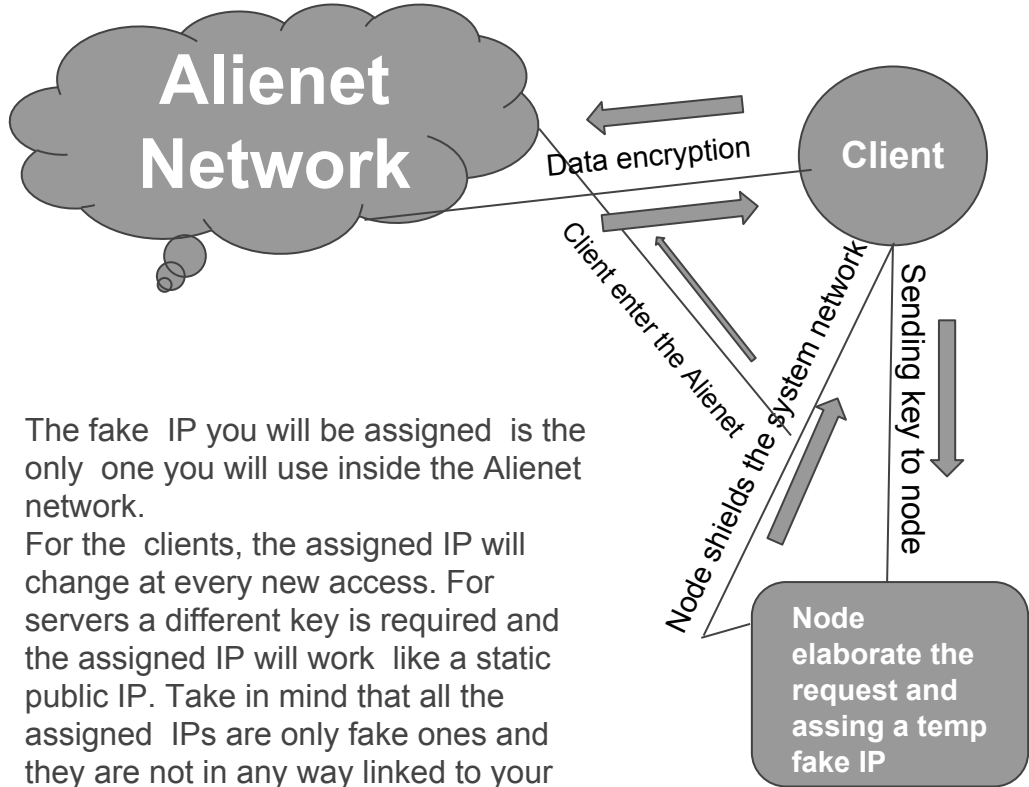 Alienet
Network
Data encryption
Client
Client enter the Alienet
Node shields the system network
Sending key to node
The fake IP you will be assigned is the
only one you will use inside the Alienet
network.
For the clients, the assigned IP will
change at every new access. For
servers a different key is required and
the assigned IP will work like a static
public IP. Take in mind that all the
assigned IPs are only fake ones and
they are not in any way linked to your
Node
elaborate the
request and
assing a temp
fake IP